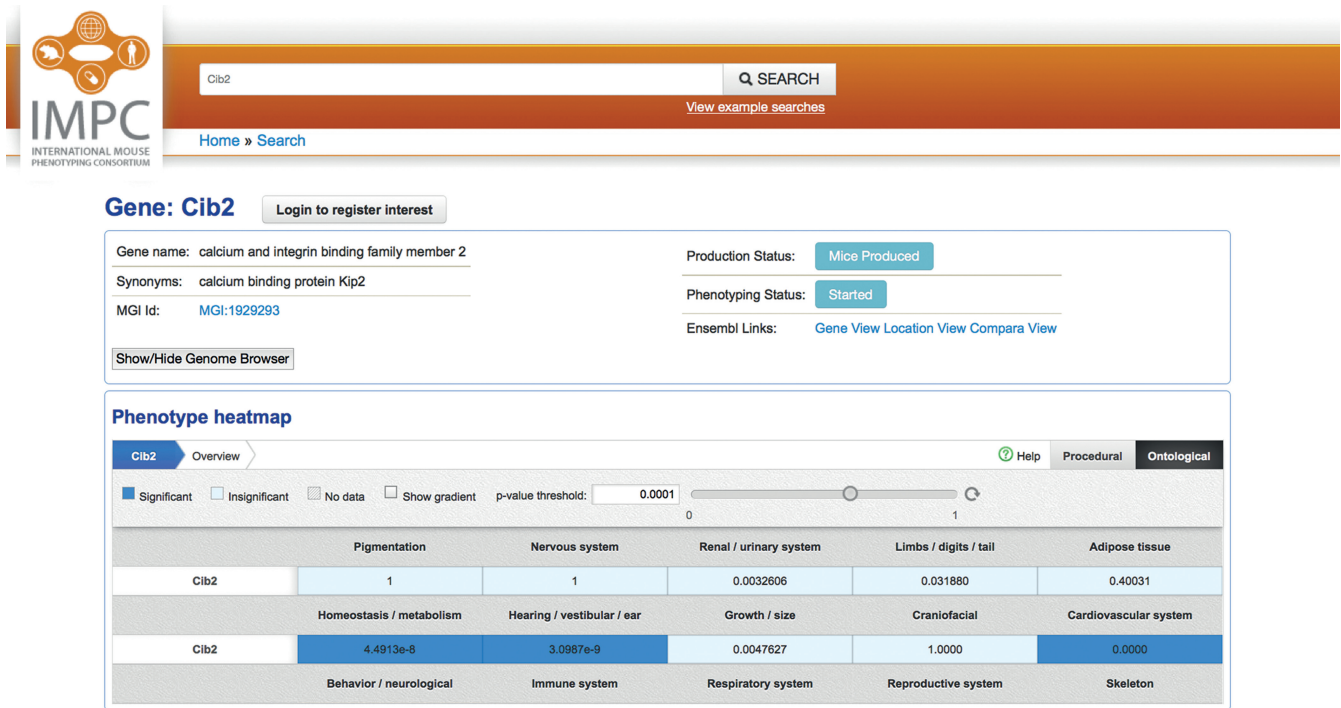 IMPC
INTERNATIONAL MOUSE
PHENOTYPING CONSORTIUM
Cib2
SEARCH
View example searches
Home » Search
Gene: Cib2
Login to register interest
Gene name: calcium and integrin binding family member 2
Synonyms: calcium binding protein Kip2
MGI Id: MGI:1929293
Production Status: Mice Produced
Phenotyping Status: Started
Ensembl Links: Gene View Location View Compara View
Show/Hide Genome Browser
Phenotype heatmap
Cib2 Overview ? Help Procedural Ontological
Significant Insignificant No data Show gradient p-value threshold: 0.0001
0 1
Pigmentation Nervous system Renal / urinary system Limbs / digits / tail Adipose tissue
Cib2 1 1 0.0032606 0.031880 0.40031
Homeostasis / metabolism Hearing / vestibular / ear Growth / size Craniofacial Cardiovascular system
Cib2 4.4913e-8 3.0987e-9 0.0047627 1.0000 0.0000
Behavior / neurological Immune system Respiratory system Reproductive system Skeleton